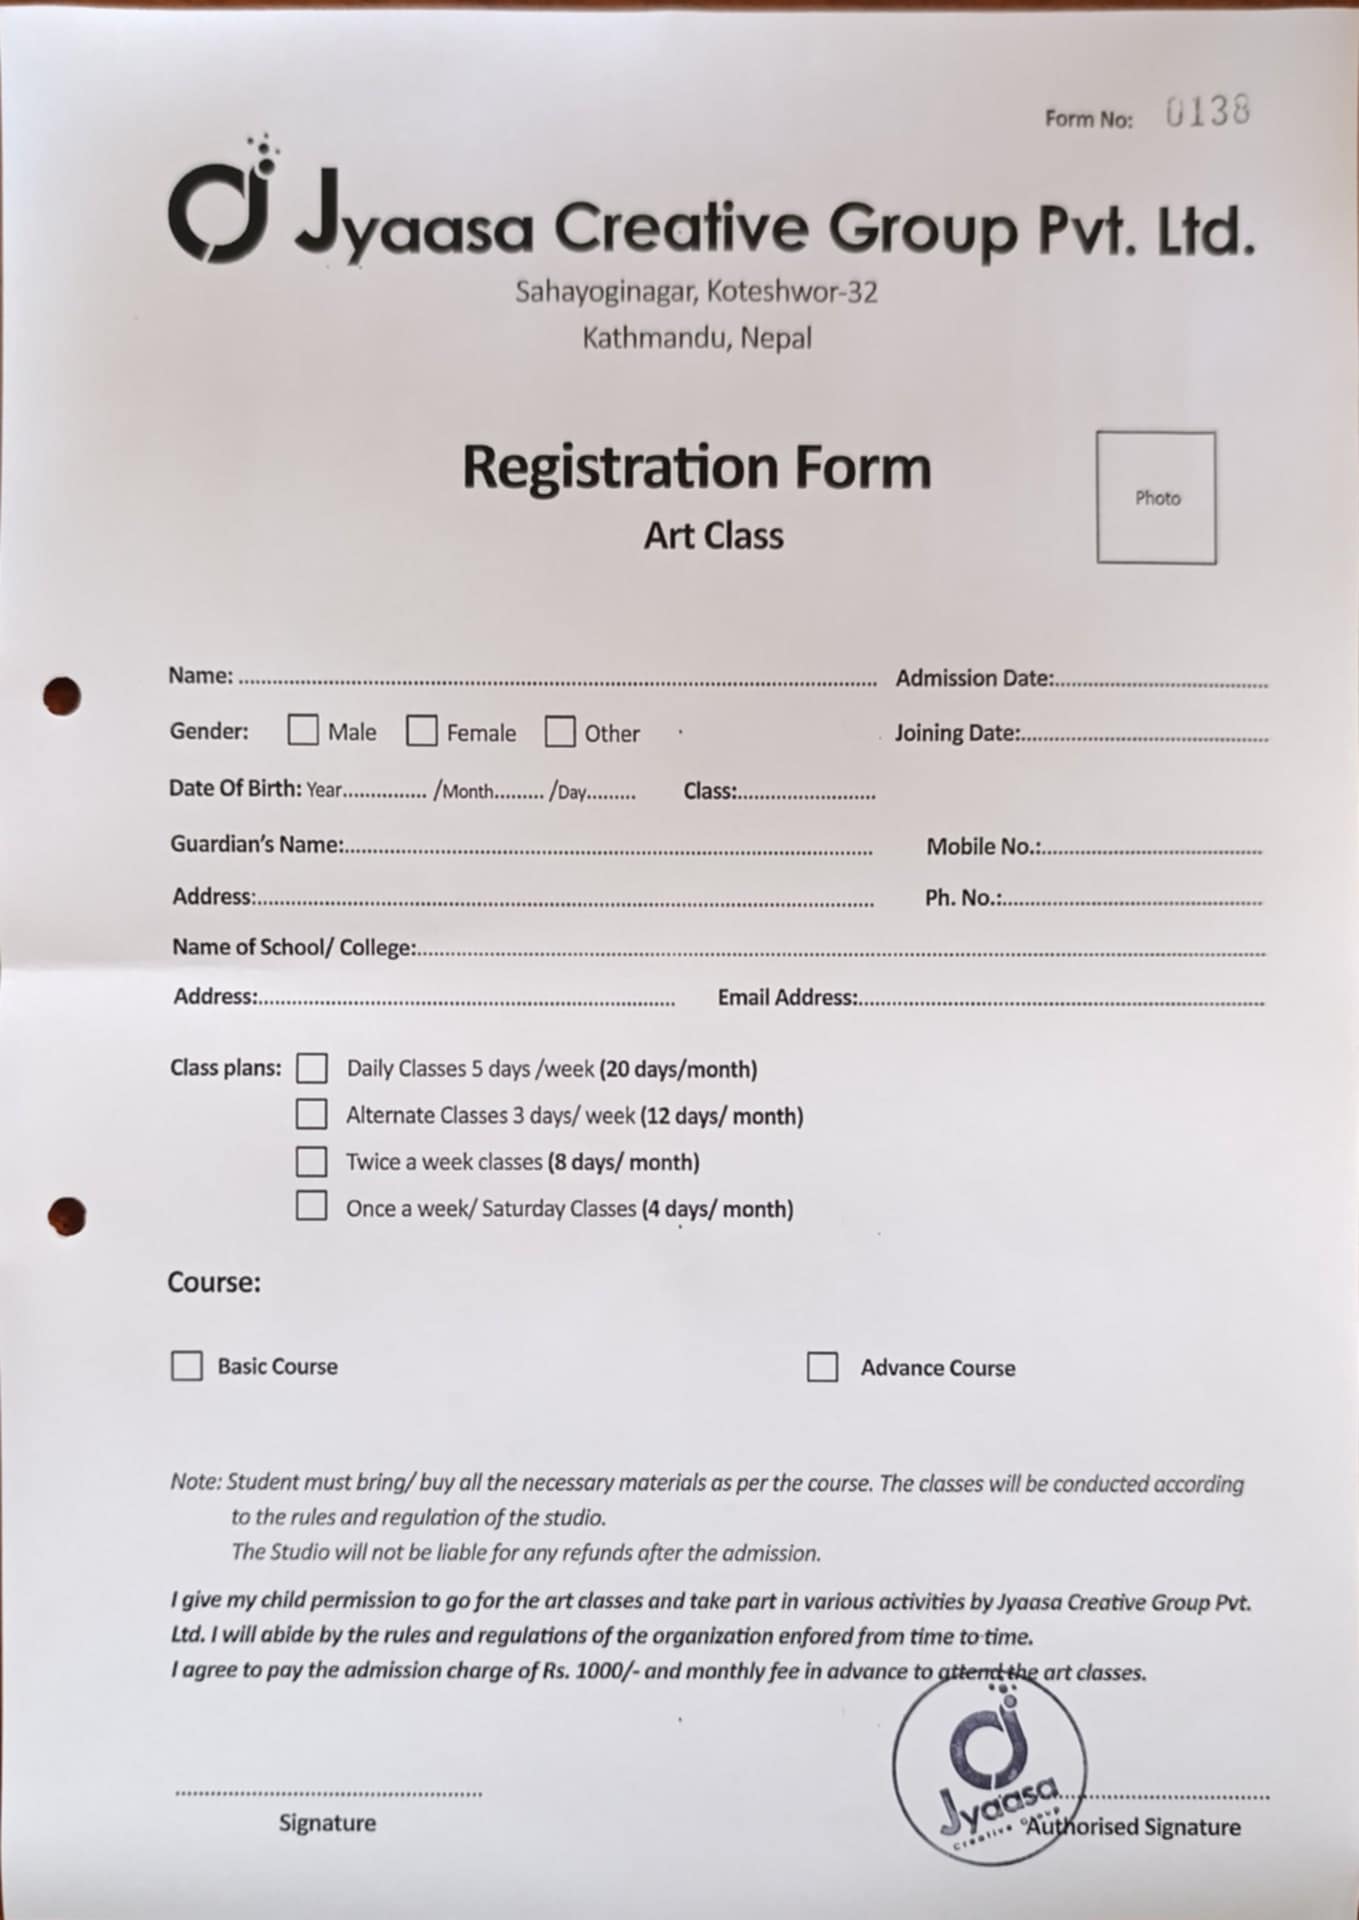 Form No: 0138
Jyaasa Creative Group Pvt. Ltd.
Sahayoginagar, Koteshwor-32
Kathmandu, Nepal
Registration Form
Art Class
Photo
Name:................ Admission Date:................
Gender: Male Female Other Joining Date:................
Date Of Birth: Year.............. /Month......... /Day......... Class:................
Guardian's Name:................ Mobile No.:................
Address:................ Ph. No.:................
Name of School/ College:................
Address:................ Email Address:................
Class plans: Daily Classes 5 days /week (20 days/month)
Alternate Classes 3 days/ week (12 days/ month)
Twice a week classes (8 days/ month)
Once a week/ Saturday Classes (4 days/ month)
Course:
Basic Course Advance Course
Note: Student must bring/ buy all the necessary materials as per the course. The classes will be conducted according
to the rules and regulation of the studio.
The Studio will not be liable for any refunds after the admission.
I give my child permission to go for the art classes and take part in various activities by Jyaasa Creative Group Pvt.
Ltd. I will abide by the rules and regulations of the organization enfored from time to time.
I agree to pay the admission charge of Rs. 1000/- and monthly fee in advance to attend the art classes.
Jyaasa
Creative Group
Signature Authorised Signature